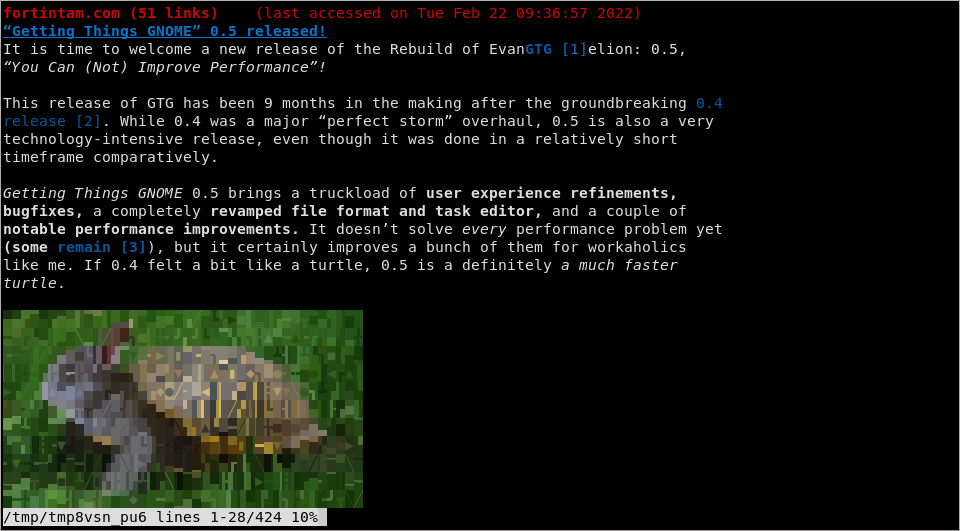 fortintam.com (51 links)    (last accessed on Tue Feb 22 09:36:57 2022)
“Getting Things GNOME” 0.5 released!
It is time to welcome a new release of the Rebuild of EvanGTG [1]elion: 0.5,
“You Can (Not) Improve Performance”!
This release of GTG has been 9 months in the making after the groundbreaking 0.4
release [2]. While 0.4 was a major “perfect storm” overhaul, 0.5 is also a very
technology-intensive release, even though it was done in a relatively short
timeframe comparatively.
Getting Things GNOME 0.5 brings a truckload of user experience refinements,
bugfixes, a completely revamped file format and task editor, and a couple of
notable performance improvements. It doesn’t solve every performance problem yet
(some remain [3]), but it certainly improves a bunch of them for workaholics
like me. If 0.4 felt a bit like a turtle, 0.5 is a definitely a much faster
turtle.
/tmp/tmp8vsn_pu6 lines 1-28/424 10%